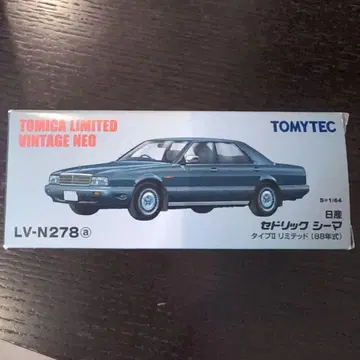 TOMICA LIMITED
VINTAGE NEO
TOMYTEC
S=1/64
LV-N278ⓐ
日産
セドリック シーマ
タイプⅡ リミテッド (88年式)